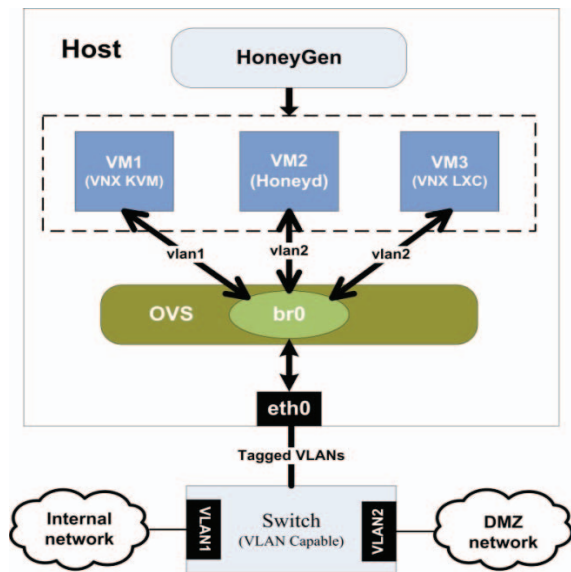 Host
HoneyGen
VM1
(VNX KVM)
VM2
(Honeyd)
VM3
(VNX LXC)
vlan1
vlan2
vlan2
OVS
br0
eth0
Tagged VLANs
Internal
network
VLAN1
Switch
(VLAN Capable)
VLAN2
DMZ
network